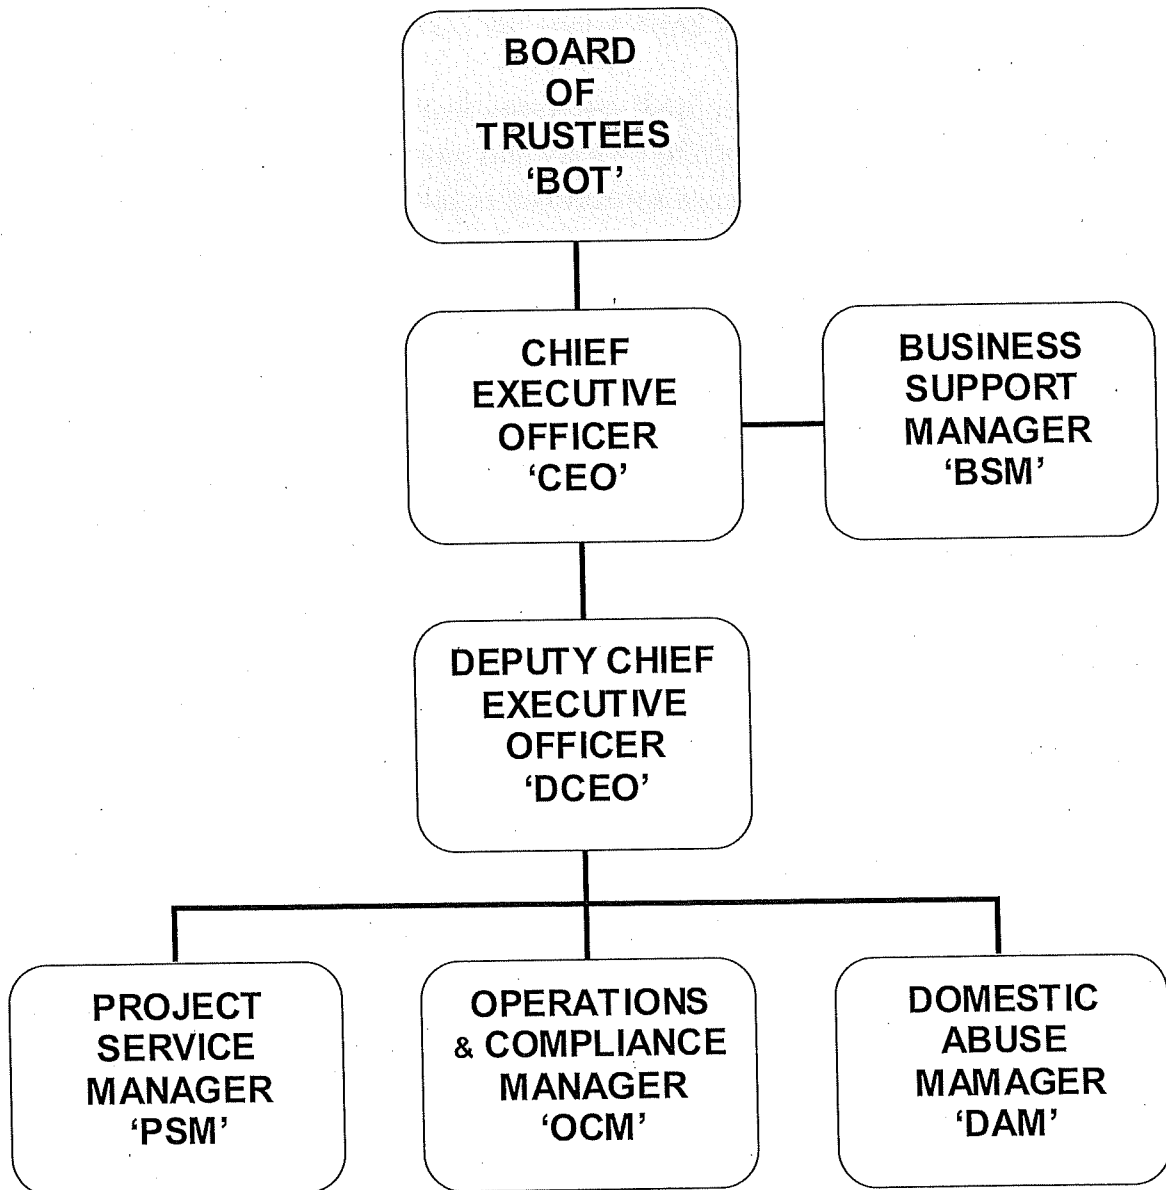 BOARD
OF
TRUSTEES
‘BOT’
CHIEF
EXECUTIVE
OFFICER
‘CEO’
BUSINESS
SUPPORT
MANAGER
‘BSM’
DEPUTY CHIEF
EXECUTIVE
OFFICER
‘DCEO’
PROJECT
SERVICE
MANAGER
‘PSM’
OPERATIONS
& COMPLIANCE
MANAGER
‘OCM’
DOMESTIC
ABUSE
MAMAGER
‘DAM’